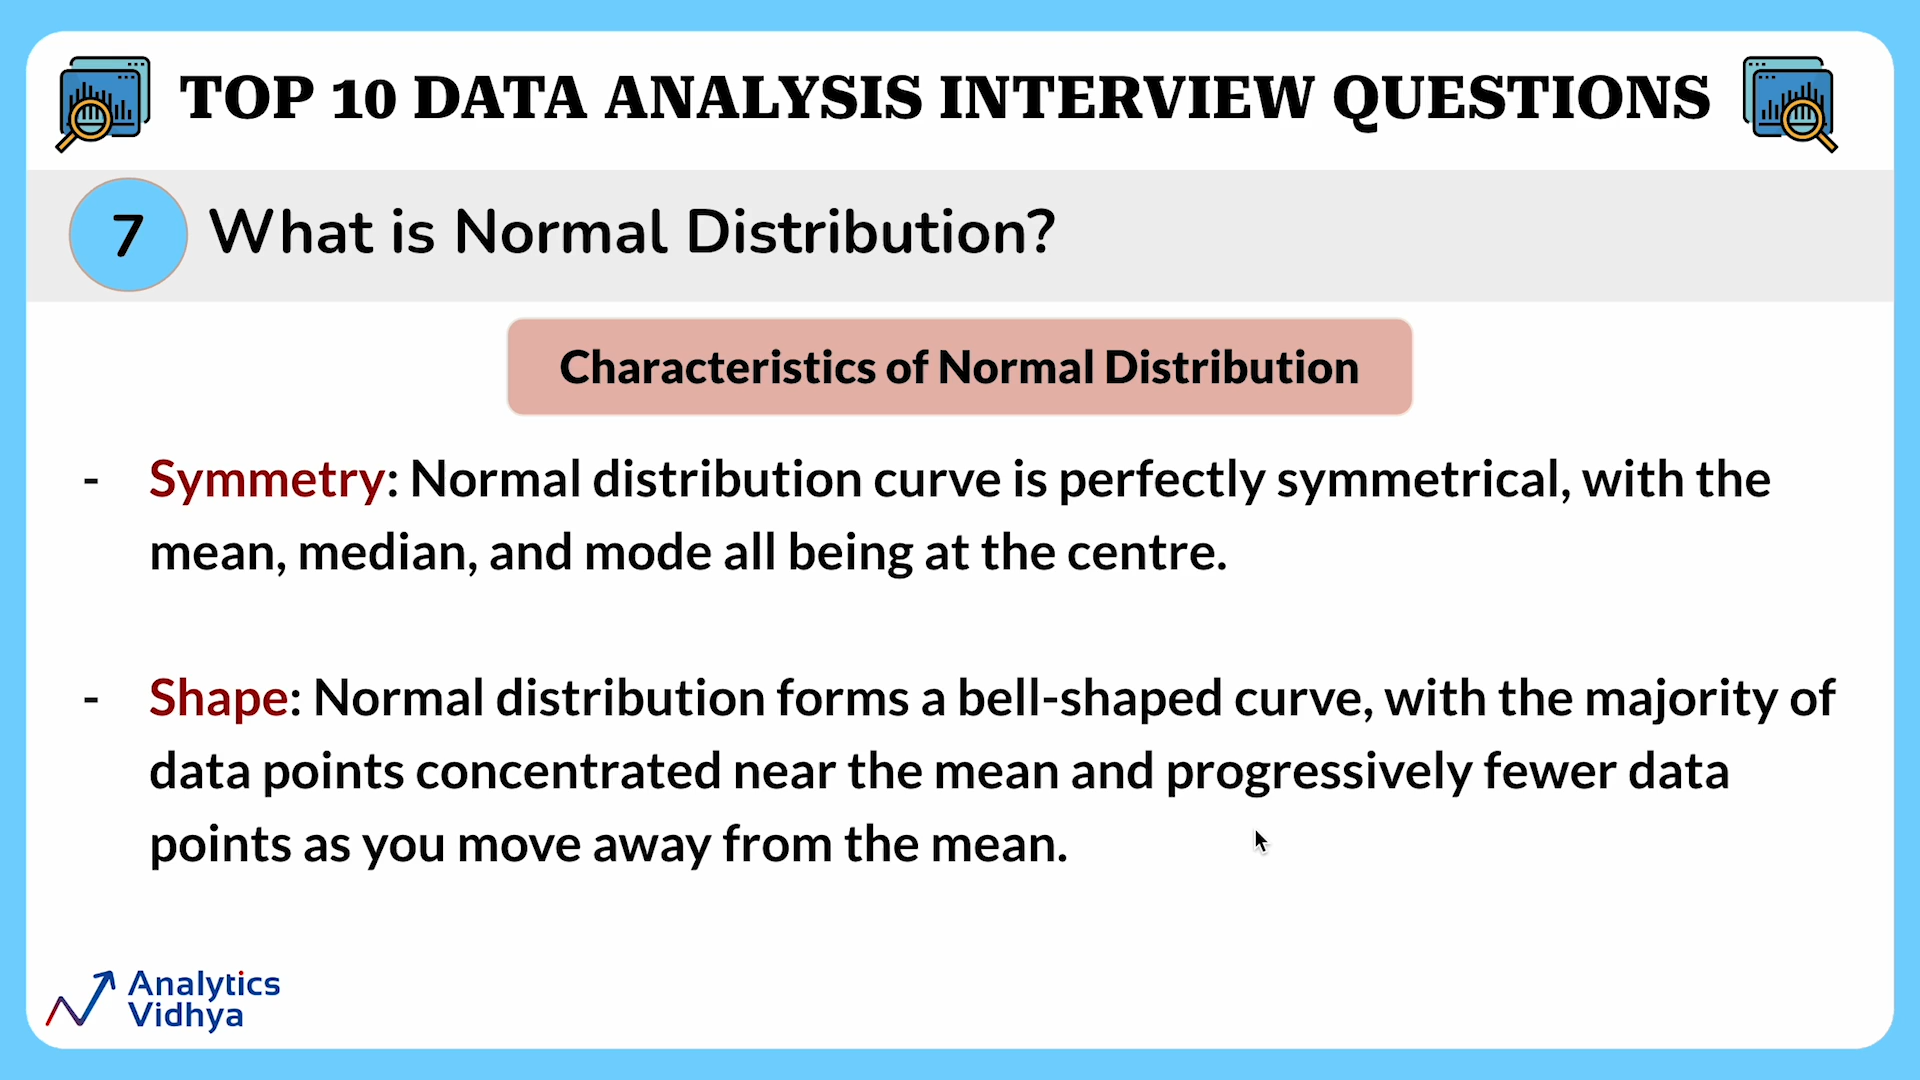 TOP 10 DATA ANALYSIS INTERVIEW QUESTIONS
7 What is Normal Distribution?
Characteristics of Normal Distribution
- Symmetry: Normal distribution curve is perfectly symmetrical, with the
mean, median, and mode all being at the centre.
- Shape: Normal distribution forms a bell-shaped curve, with the majority of
data points concentrated near the mean and progressively fewer data
points as you move away from the mean.
Analytics
Vidhya